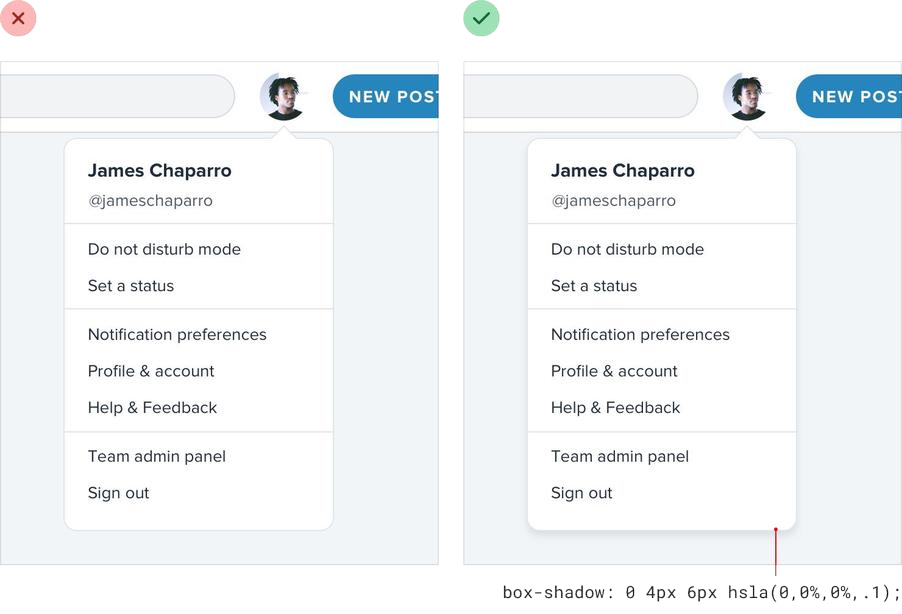 NEW POST
James Chaparro
@jameschaparro
Do not disturb mode
Set a status
Notification preferences
Profile & account
Help & Feedback
Team admin panel
Sign out
NEW POST
James Chaparro
@jameschaparro
Do not disturb mode
Set a status
Notification preferences
Profile & account
Help & Feedback
Team admin panel
Sign out
box-shadow: 0 4px 6px hsla(0,0%,0%,.1);